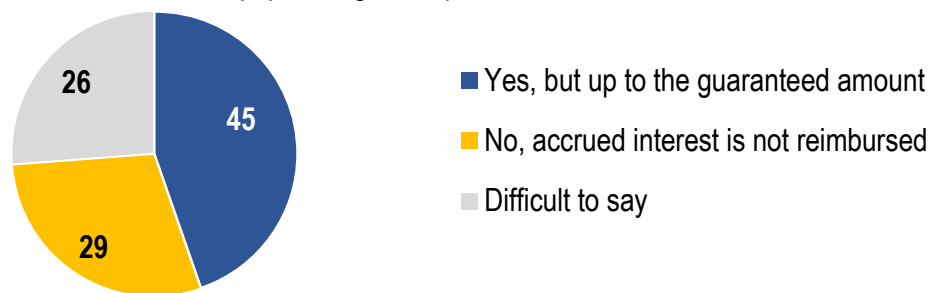 26
45
29
Yes, but up to the guaranteed amount
No, accrued interest is not reimbursed
Difficult to say